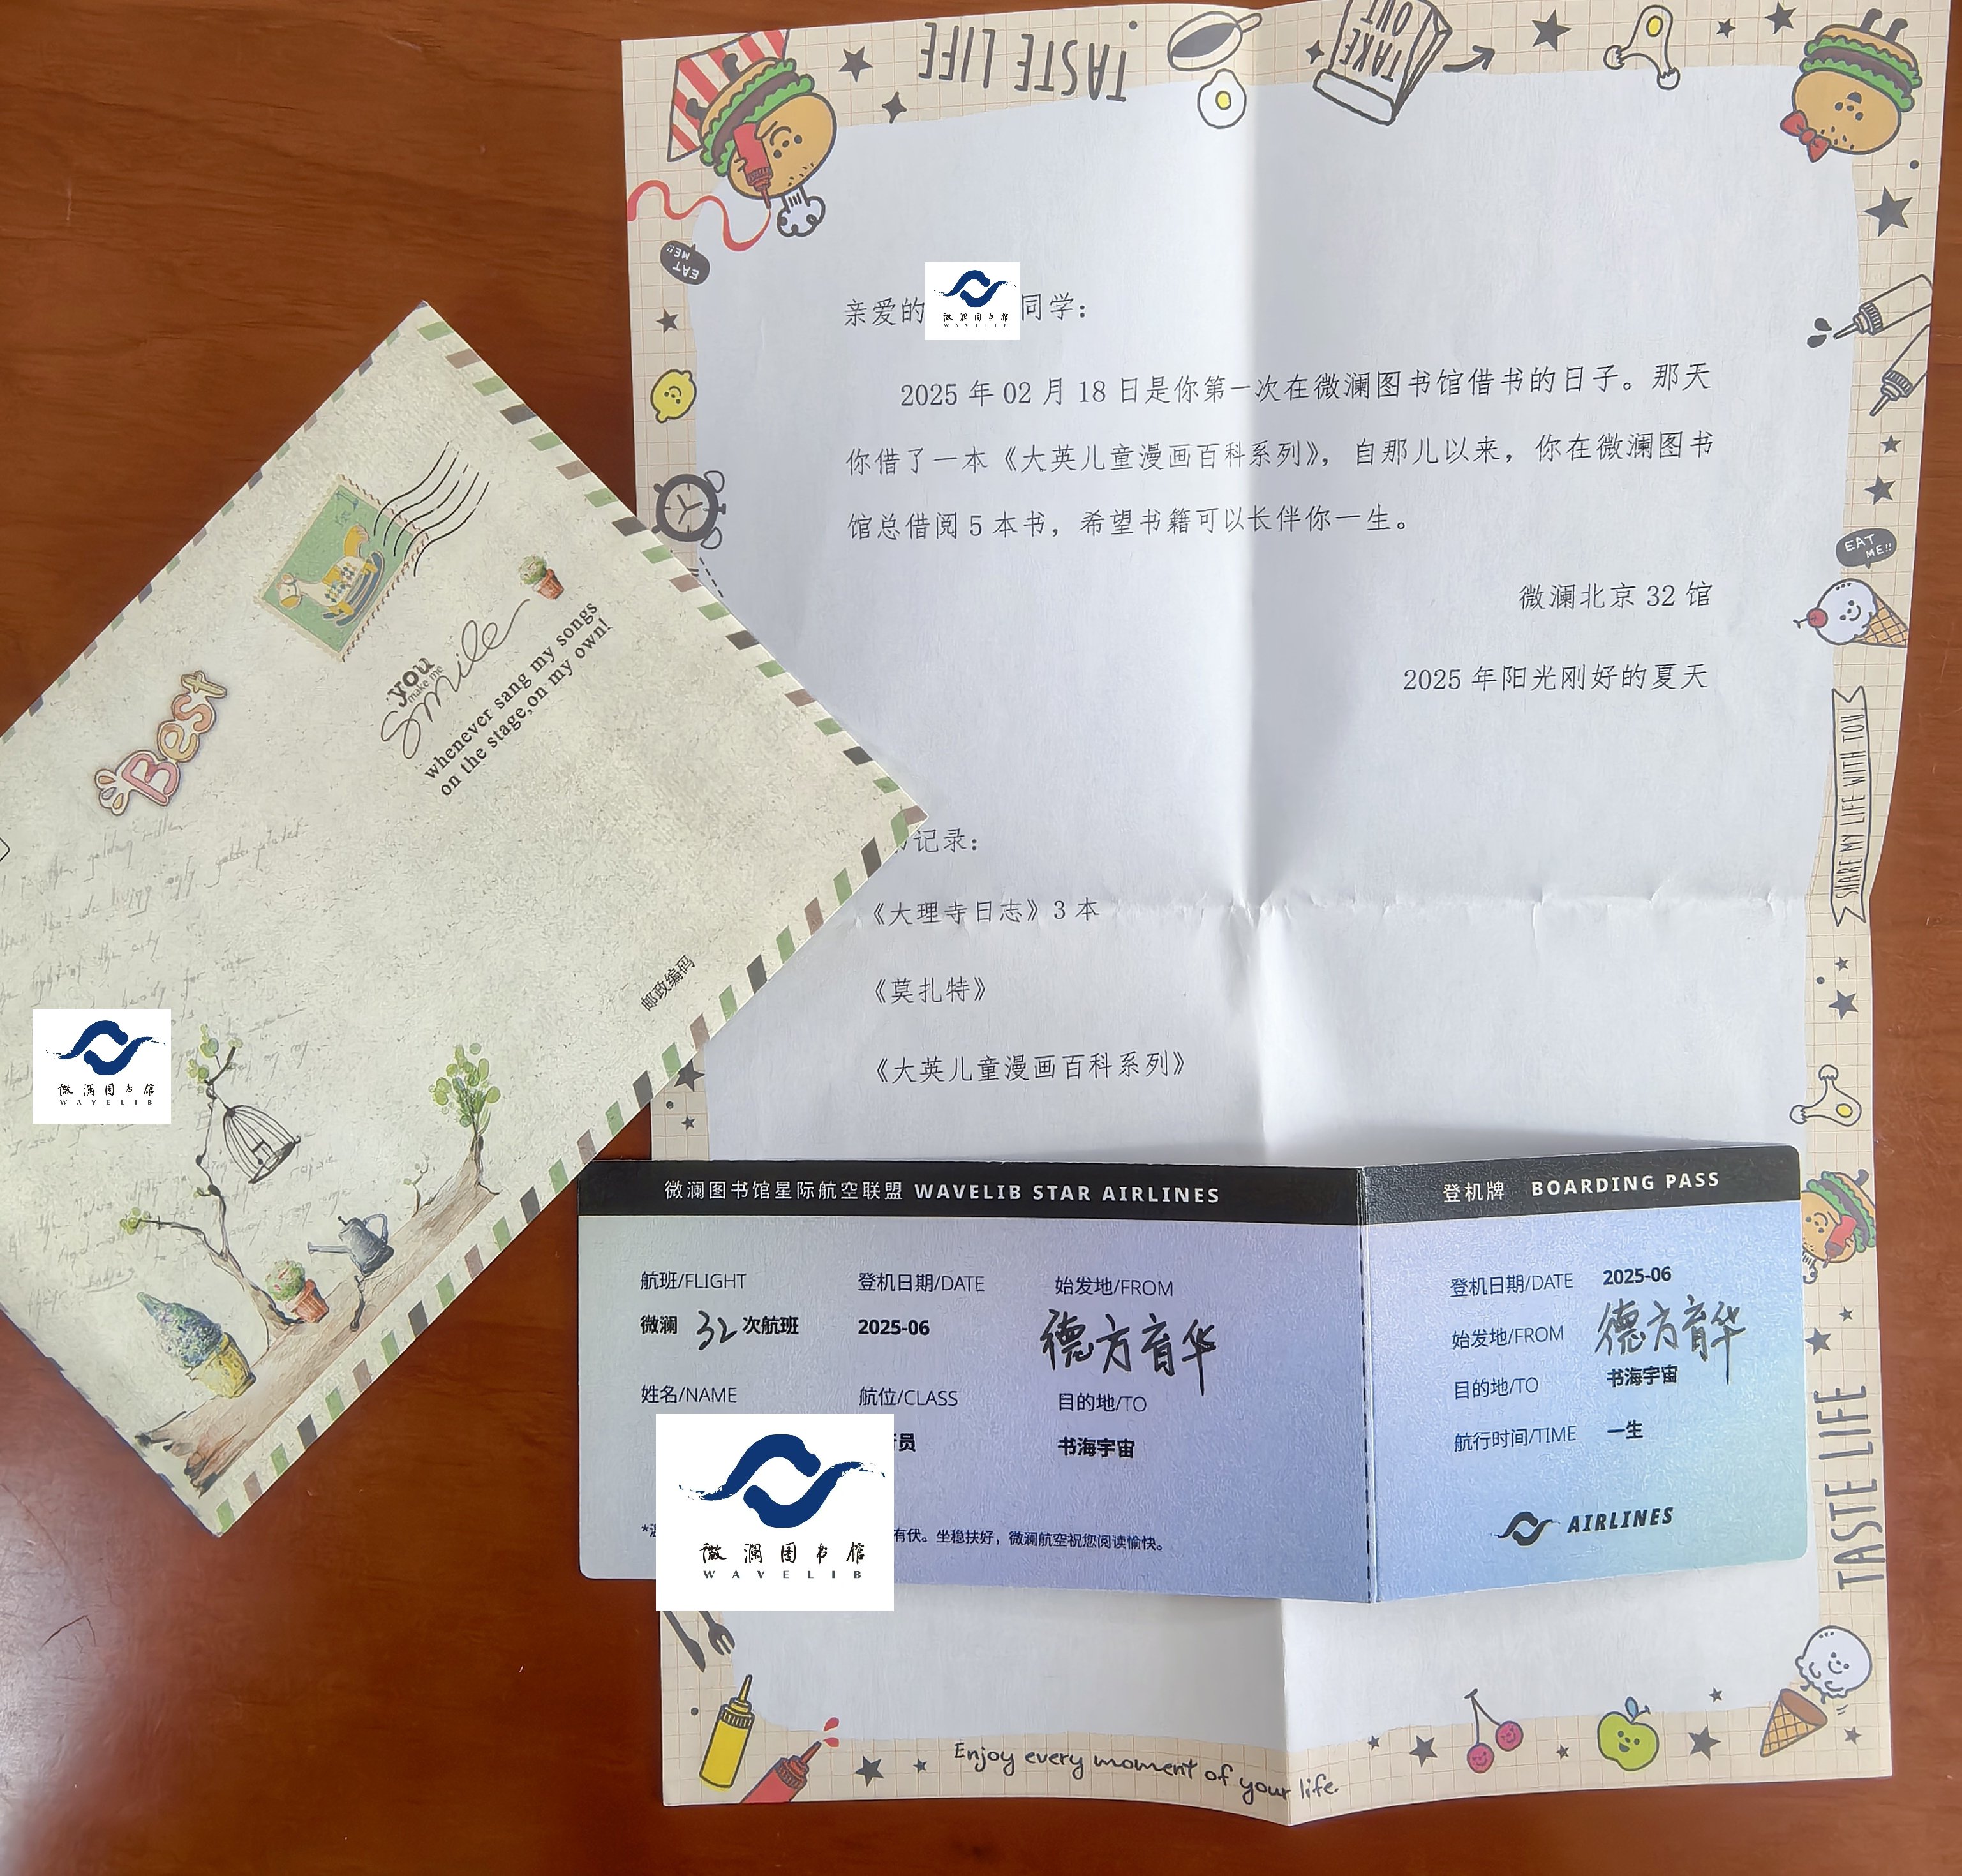 TASTE LIFE
TAKE
OUT
EAT
ME!!
亲爱的
微澜图书馆
WAVELIB
同学：
2025 年 02 月 18 日是你第一次在微澜图书馆借书的日子。那天
你借了一本《大英儿童漫画百科系列》，自那儿以来，你在微澜图书
馆总借阅 5 本书，希望书籍可以长伴你一生。
微澜北京 32 馆
2025 年阳光刚好的夏天
EAT
ME!!
SHARE MY LIFE WITH YOU
记录：
《大理寺日志》3 本
《莫扎特》
《大英儿童漫画百科系列》
Best
you
make me
smile
whenever sang my songs
on the stage,on my own!
邮政编码
微澜图书馆
WAVELIB
微澜图书馆星际航空联盟 WAVELIB STAR AIRLINES
航班/FLIGHT
微澜 32 次航班
登机日期/DATE
2025-06
始发地/FROM
德方育华
姓名/NAME
航位/CLASS
员
目的地/TO
书海宇宙
微澜图书馆
WAVELIB
有伏。坐稳扶好，微澜航空祝您阅读愉快。
登机牌 BOARDING PASS
登机日期/DATE 2025-06
始发地/FROM 德方育华
目的地/TO 书海宇宙
航行时间/TIME 一生
AIRLINES
TASTE LIFE
Enjoy every moment of your life.